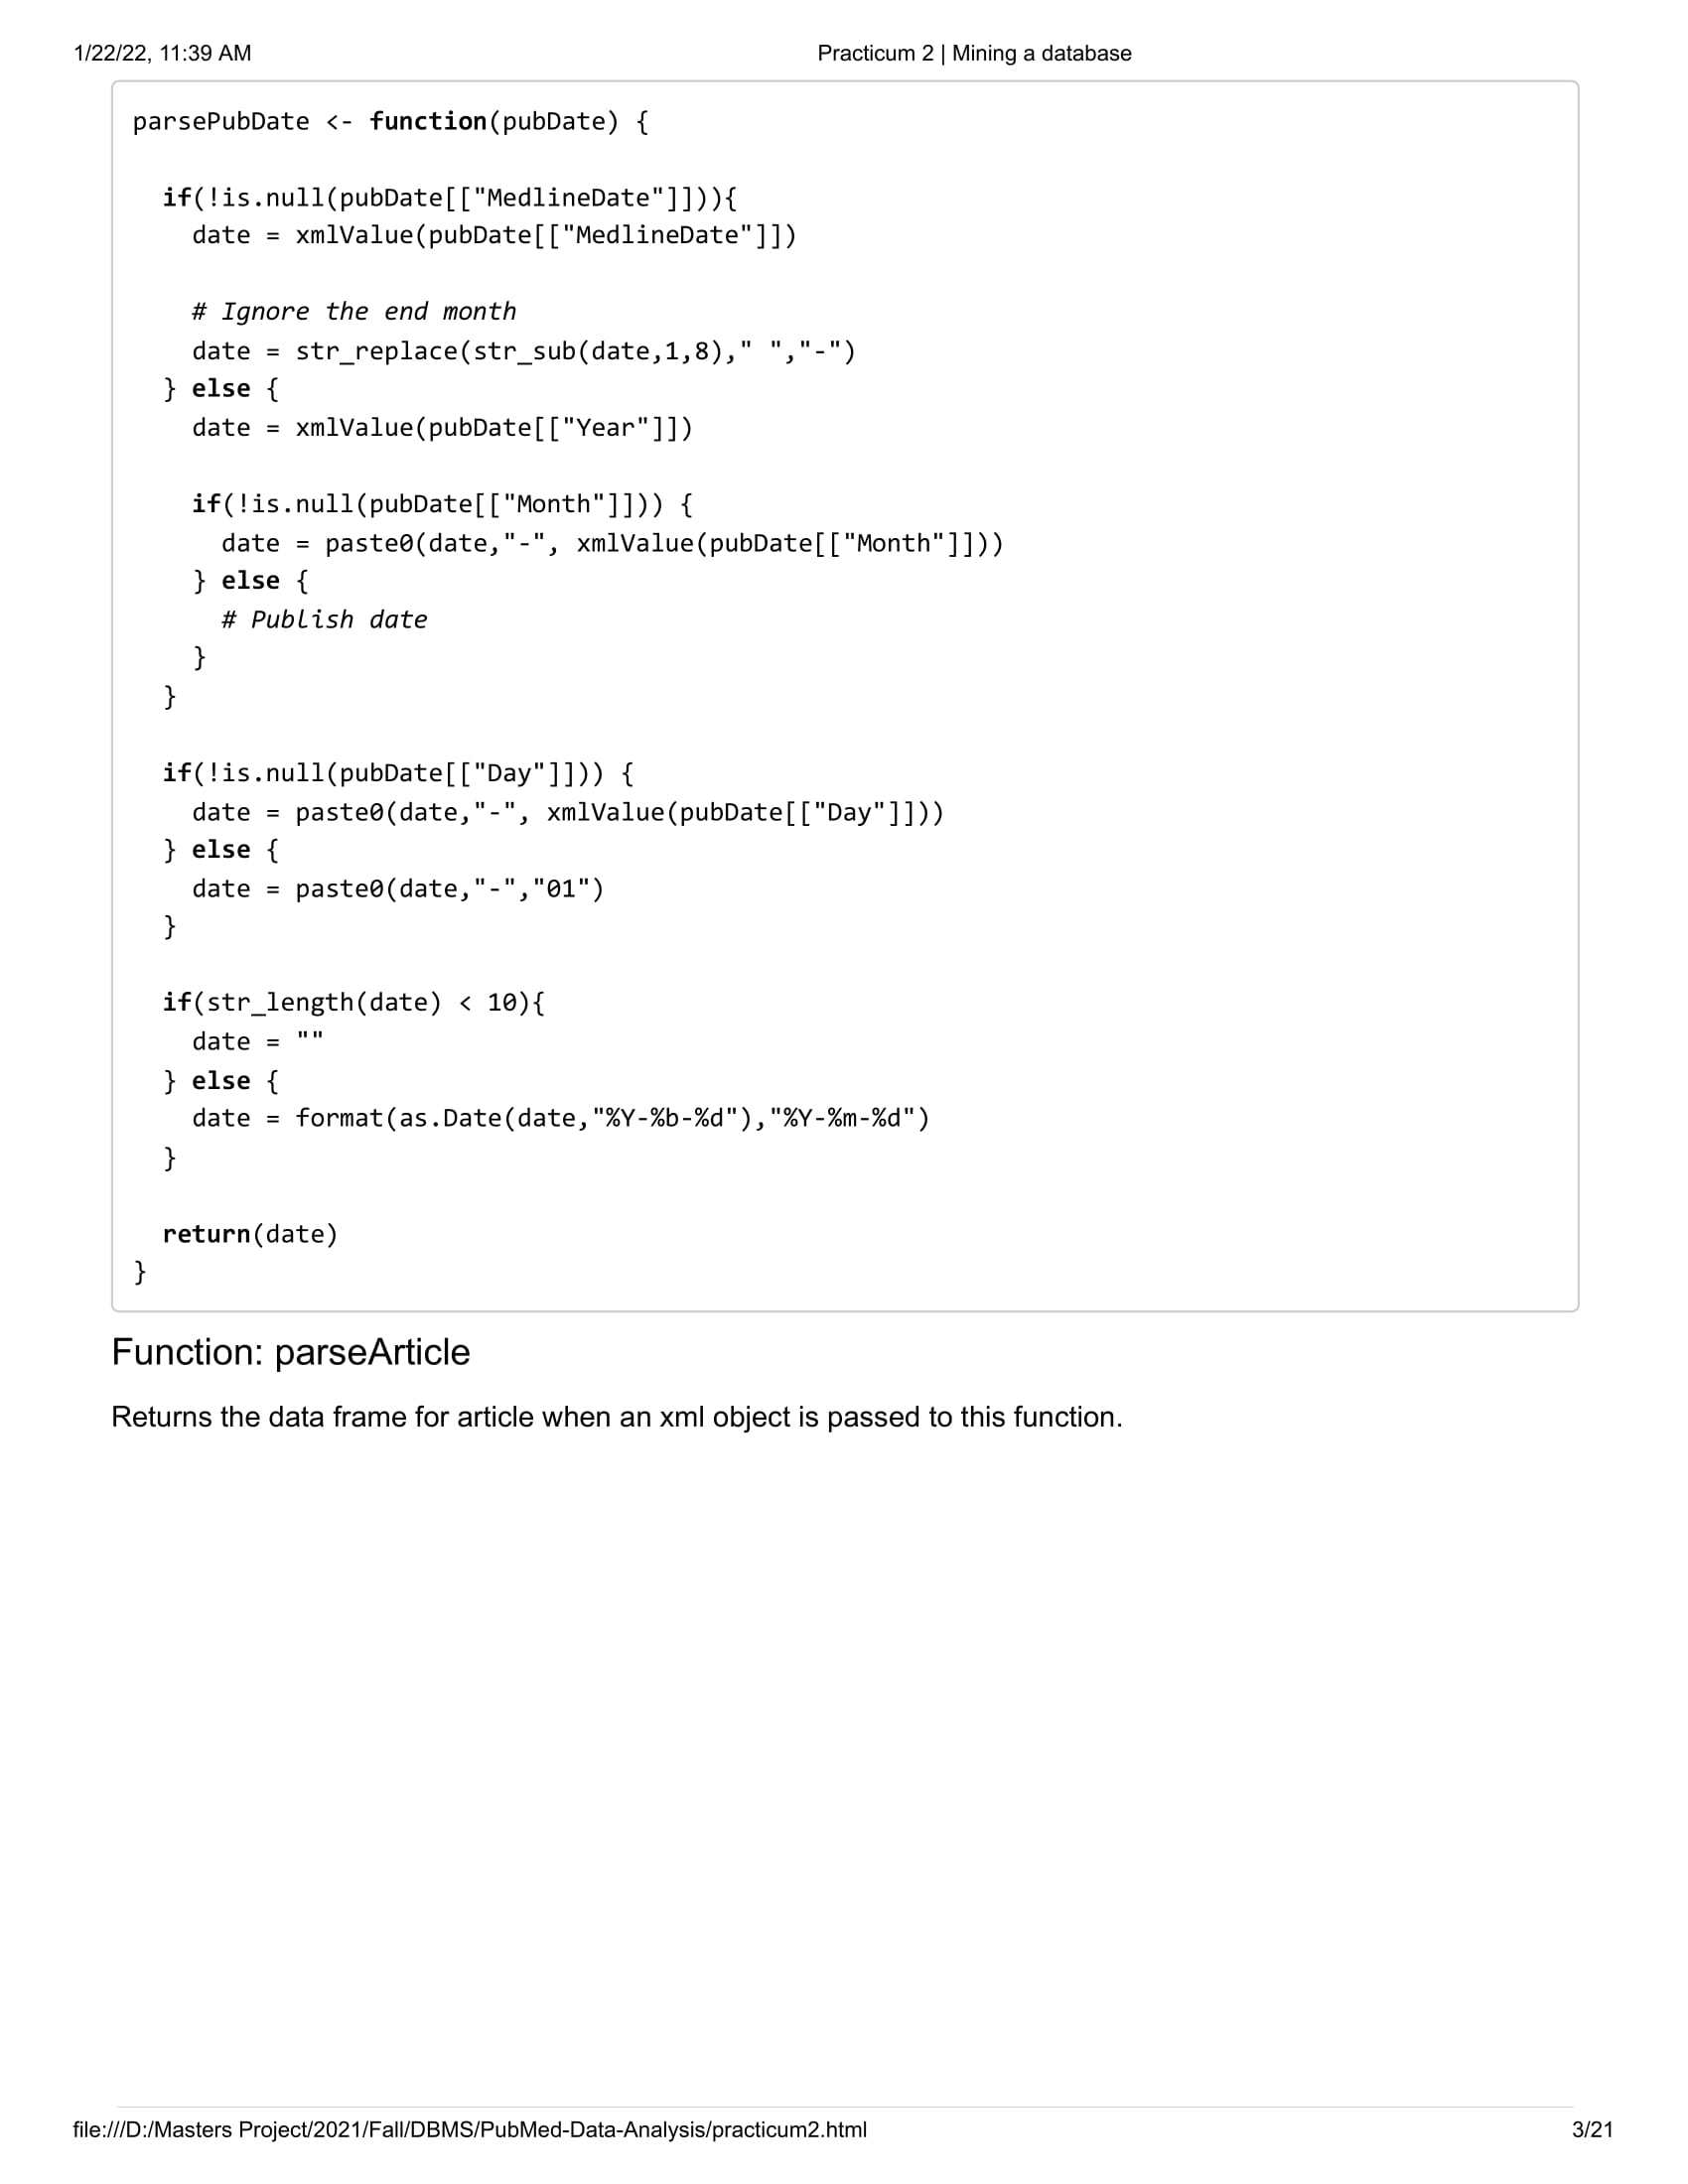 1/22/22, 11:39 AM Practicum 2 | Mining a database
parsePubDate <- function(pubDate) {
if(!is.null(pubDate[["MedlineDate"]])){
date = xmlValue(pubDate[["MedlineDate"]])
# Ignore the end month
date = str_replace(str_sub(date,1,8)," ","-")
} else {
date = xmlValue(pubDate[["Year"]])
if(!is.null(pubDate[["Month"]])) {
date = paste0(date,"-", xmlValue(pubDate[["Month"]]))
} else {
# Publish date
}
}
if(!is.null(pubDate[["Day"]])) {
date = paste0(date,"-", xmlValue(pubDate[["Day"]]))
} else {
date = paste0(date,"-","01")
}
if(str_length(date) < 10){
date = ""
} else {
date = format(as.Date(date,"%Y-%b-%d"),"%Y-%m-%d")
}
return(date)
}
Function: parseArticle
Returns the data frame for article when an xml object is passed to this function.
file:///D:/Masters Project/2021/Fall/DBMS/PubMed-Data-Analysis/practicum2.html 3/21